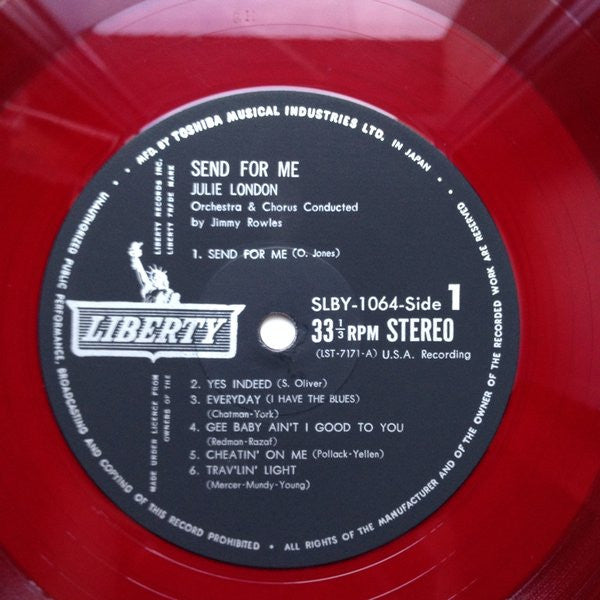 • MFD. BY TOSHIBA MUSICAL INDUSTRIES LTD. IN JAPAN •
SEND FOR ME
JULIE LONDON
Orchestra & Chorus Conducted
by Jimmy Rowles
1. SEND FOR ME (O. Jones)
LIBERTY RECORDS INC.
LIBERTY TRADE MARK
LIBERTY
SLBY-1064-Side 1
33 1/3 RPM STEREO
(LST-7171-A) U.S.A. Recording
2. YES INDEED (S. Oliver)
3. EVERYDAY (I HAVE THE BLUES)
(Chatman-York)
4. GEE BABY AIN'T I GOOD TO YOU
(Redman-Razaf)
5. CHEATIN' ON ME (Pollack-Yellen)
6. TRAV'LIN' LIGHT
(Mercer-Mundy-Young)
MADE UNDER LICENCE FROM
OWNERS OF THE
• ALL RIGHTS OF THE MANUFACTURER AND OF THE OWNER OF THE RECORDED WORK ARE RESERVED
UNAUTHORIZED PUBLIC PERFORMANCE, BROADCASTING AND COPYING OF THIS RECORD PROHIBITED